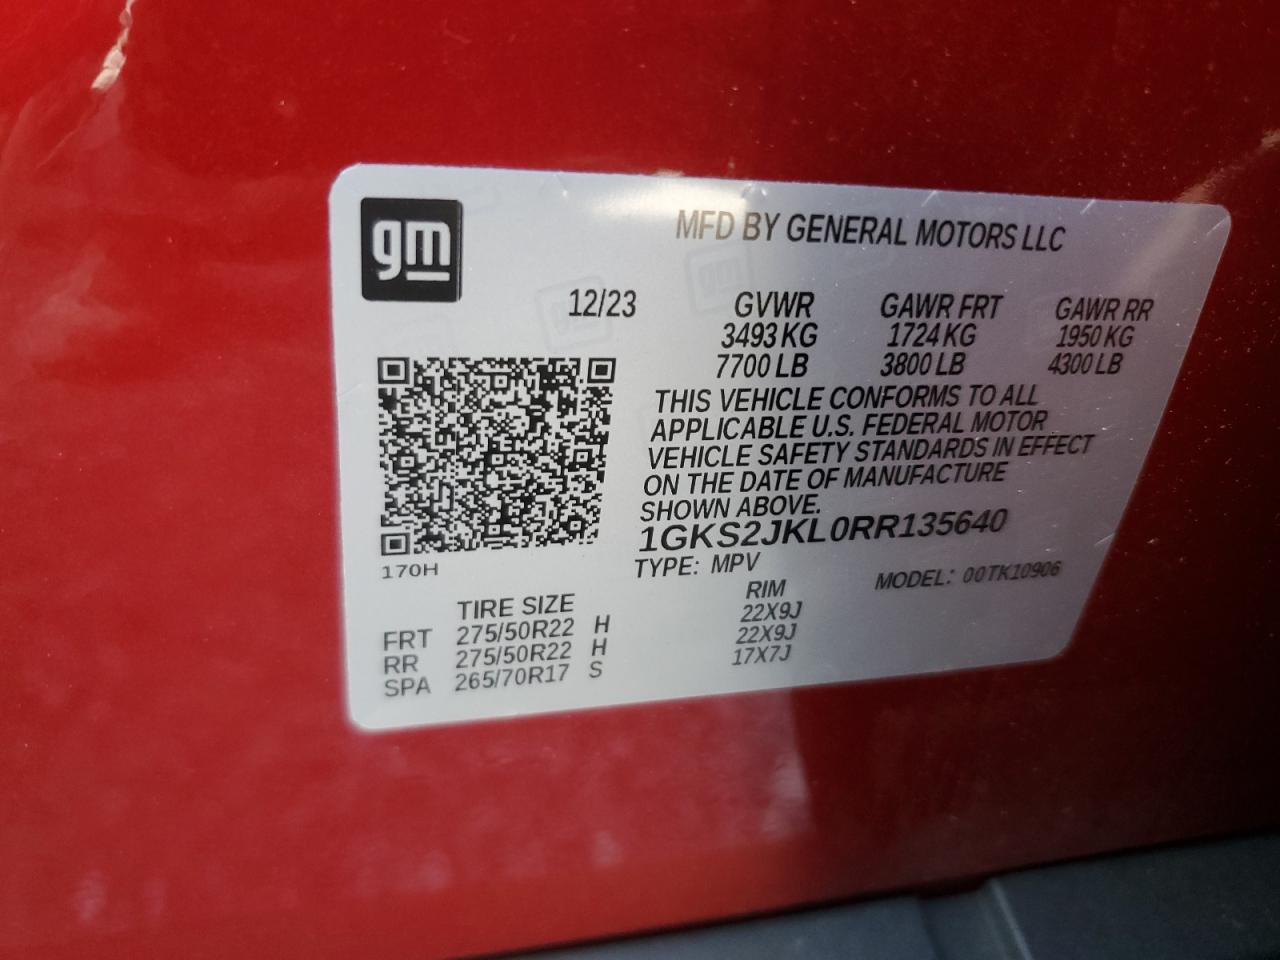 gm
MFD BY GENERAL MOTORS LLC
12/23 GVWR GAWR FRT GAWR RR
3493 KG 1724 KG 1950 KG
7700 LB 3800 LB 4300 LB
THIS VEHICLE CONFORMS TO ALL
APPLICABLE U.S. FEDERAL MOTOR
VEHICLE SAFETY STANDARDS IN EFFECT
ON THE DATE OF MANUFACTURE
SHOWN ABOVE.
1GKS2JKL0RR135640
170H
TYPE: MPV MODEL: 00TK10906
TIRE SIZE RIM
FRT 275/50R22 H 22X9J
RR 275/50R22 H 22X9J
SPA 265/70R17 S 17X7J